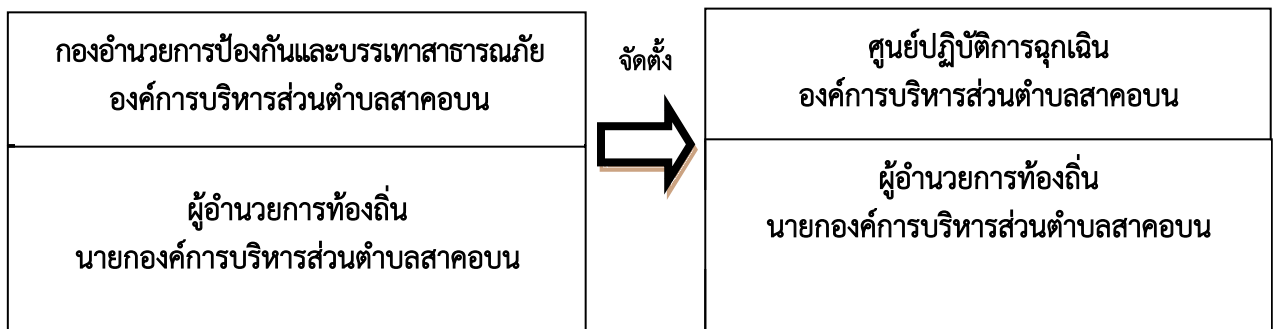 กองอำนวยการป้องกันและบรรเทาสาธารณภัย
องค์การบริหารส่วนตำบลสาคอบน
ผู้อำนวยการท้องถิ่น
นายกองค์การบริหารส่วนตำบลสาคอบน
จัดตั้ง
ศูนย์ปฏิบัติการฉุกเฉิน
องค์การบริหารส่วนตำบลสาคอบน
ผู้อำนวยการท้องถิ่น
นายกองค์การบริหารส่วนตำบลสาคอบน